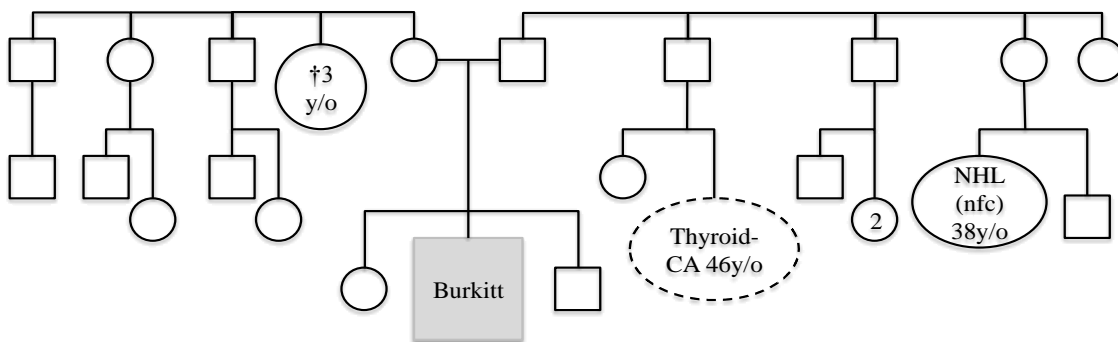 †3
y/o
NHL
(nfc)
38y/o
2
Thyroid-
CA 46y/o
Burkitt